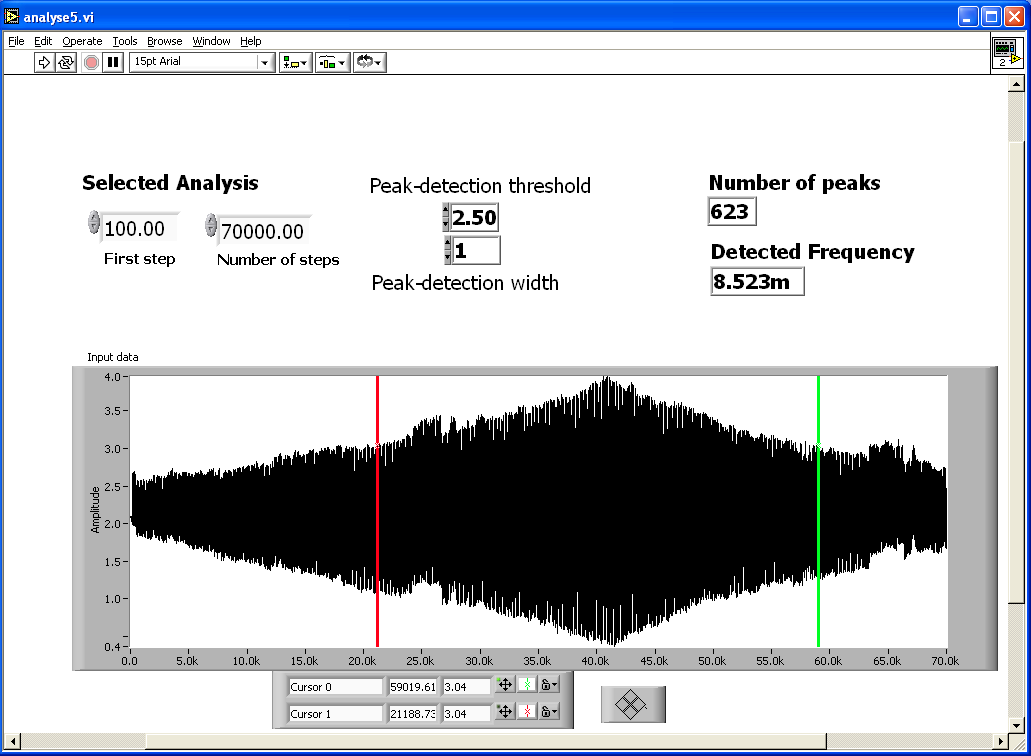 analyse5.vi
File Edit Operate Tools Browse Window Help
15pt Arial
2
Selected Analysis
100.00
First step
70000.00
Number of steps
Peak-detection threshold
2.50
1
Peak-detection width
Number of peaks
623
Detected Frequency
8.523m
Input data
Amplitude
4.0
3.5
3.0
2.5
2.0
1.5
1.0
0.4
0.0 5.0k 10.0k 15.0k 20.0k 25.0k 30.0k 35.0k 40.0k 45.0k 50.0k 55.0k 60.0k 65.0k 70.0k
Cursor 0 59019.61 3.04
Cursor 1 21188.73 3.04